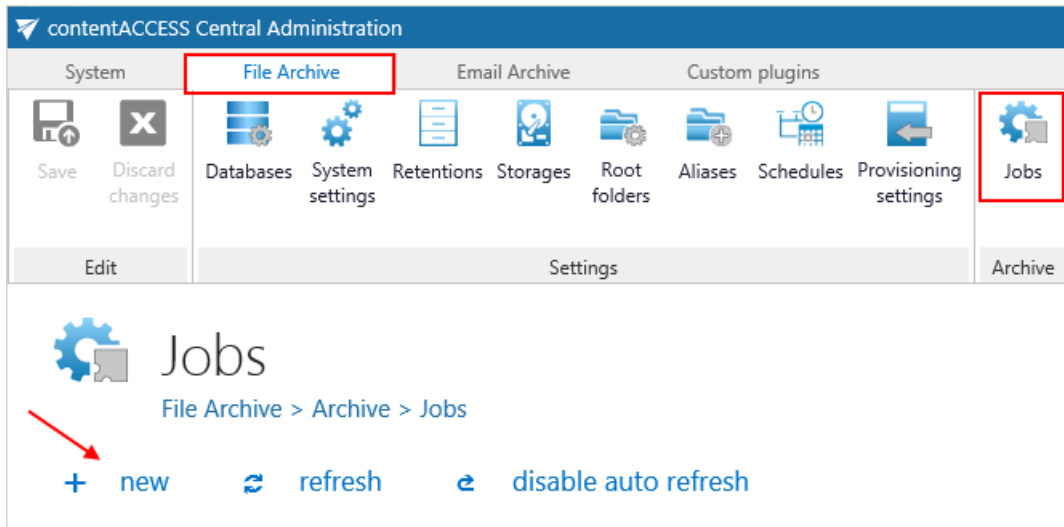 contentACCESS Central Administration
System File Archive Email Archive Custom plugins
Save Discard changes Databases System settings Retentions Storages Root folders Aliases Schedules Provisioning settings Jobs
Edit Settings Archive
Jobs
File Archive > Archive > Jobs
+ new refresh disable auto refresh